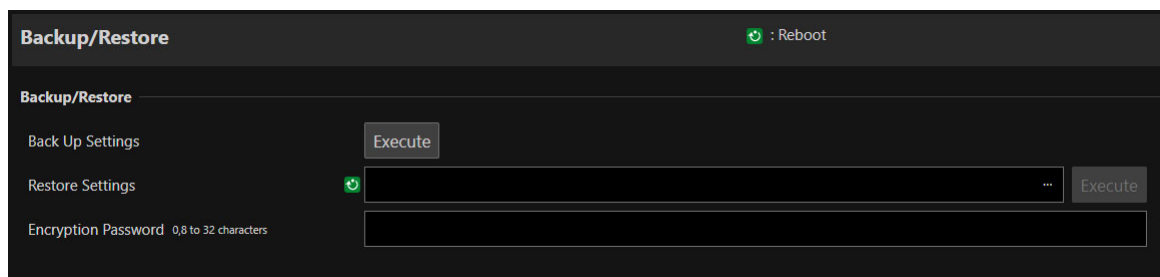 Backup/Restore : Reboot
Backup/Restore
Back Up Settings Execute
Restore Settings ... Execute
Encryption Password 0,8 to 32 characters